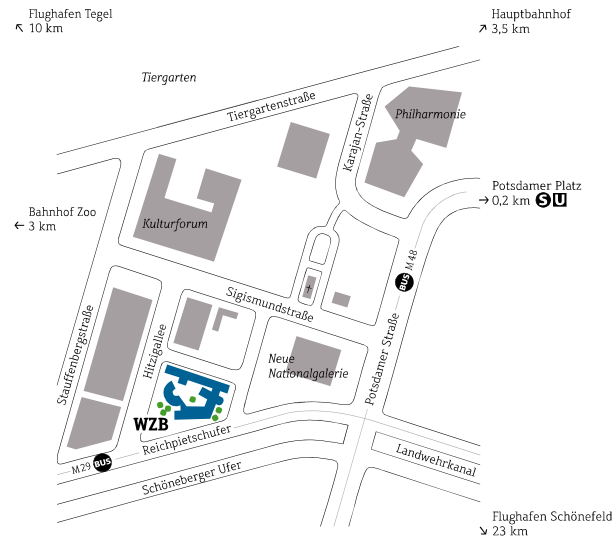 Flughafen Tegel
↖ 10 km
Hauptbahnhof
↗ 3,5 km
Tiergarten
Tiergartenstraße
Karajan-Straße
Philharmonie
Potsdamer Platz
→ 0,2 km S U
Bahnhof Zoo
← 3 km
Kulturforum
BUS M 48
Sigismundstraße
Stauffenbergstraße
Hitzigallee
Potsdamer Straße
Neue
Nationalgalerie
WZB
Reichpietschufer
M29 BUS
Landwehrkanal
Schöneberger Ufer
Flughafen Schönefeld
↘ 23 km